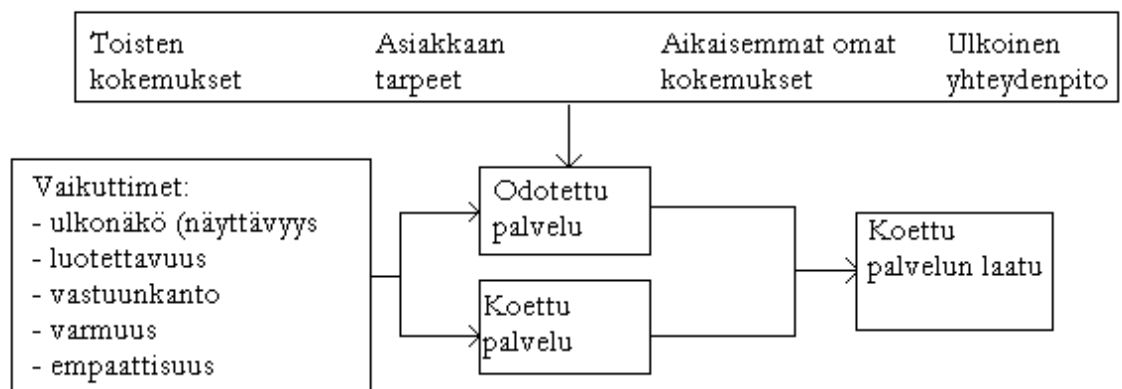 Toisten kokemukset
Asiakkaan tarpeet
Aikaisemmat omat kokemukset
Ulkoinen yhteydenpito
Vaikuttimet:
- ulkonäkö (näyttävyys
- luotettavuus
- vastuunkanto
- varmuus
- empaattisuus
Odotettu
palvelu
Koettu
palvelu
Koettu
palvelun laatu